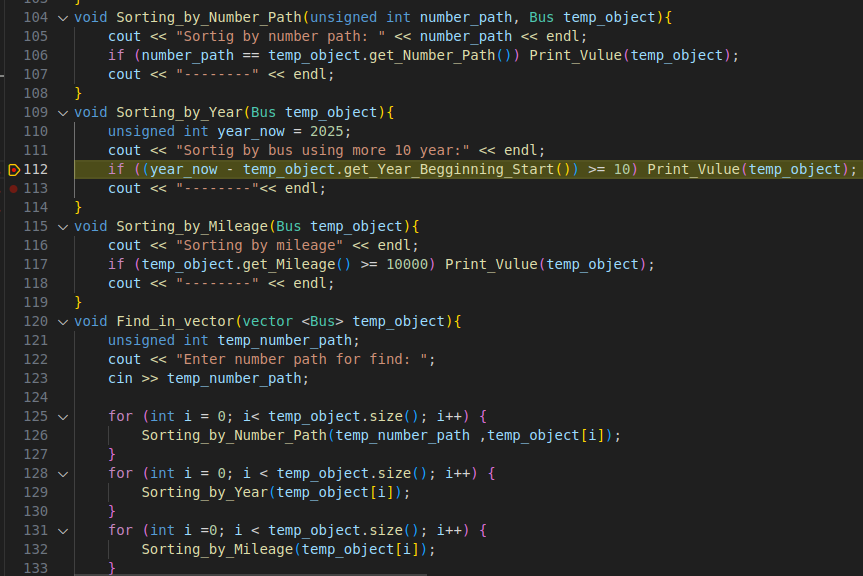 104 void Sorting_by_Number_Path(unsigned int number_path, Bus temp_object){
105 cout << "Sortig by number path: " << number_path << endl;
106 if (number_path == temp_object.get_Number_Path()) Print_Vulue(temp_object);
107 cout << "--------" << endl;
108 }
109 void Sorting_by_Year(Bus temp_object){
110 unsigned int year_now = 2025;
111 cout << "Sortig by bus using more 10 year:" << endl;
112 if ((year_now - temp_object.get_Year_Begginning_Start()) >= 10) Print_Vulue(temp_object);
113 cout << "--------"<< endl;
114 }
115 void Sorting_by_Mileage(Bus temp_object){
116 cout << "Sorting by mileage" << endl;
117 if (temp_object.get_Mileage() >= 10000) Print_Vulue(temp_object);
118 cout << "--------" << endl;
119 }
120 void Find_in_vector(vector <Bus> temp_object){
121 unsigned int temp_number_path;
122 cout << "Enter number path for find: ";
123 cin >> temp_number_path;
124
125 for (int i = 0; i< temp_object.size(); i++) {
126 Sorting_by_Number_Path(temp_number_path ,temp_object[i]);
127 }
128 for (int i = 0; i < temp_object.size(); i++) {
129 Sorting_by_Year(temp_object[i]);
130 }
131 for (int i =0; i < temp_object.size(); i++) {
132 Sorting_by_Mileage(temp_object[i]);
133 }